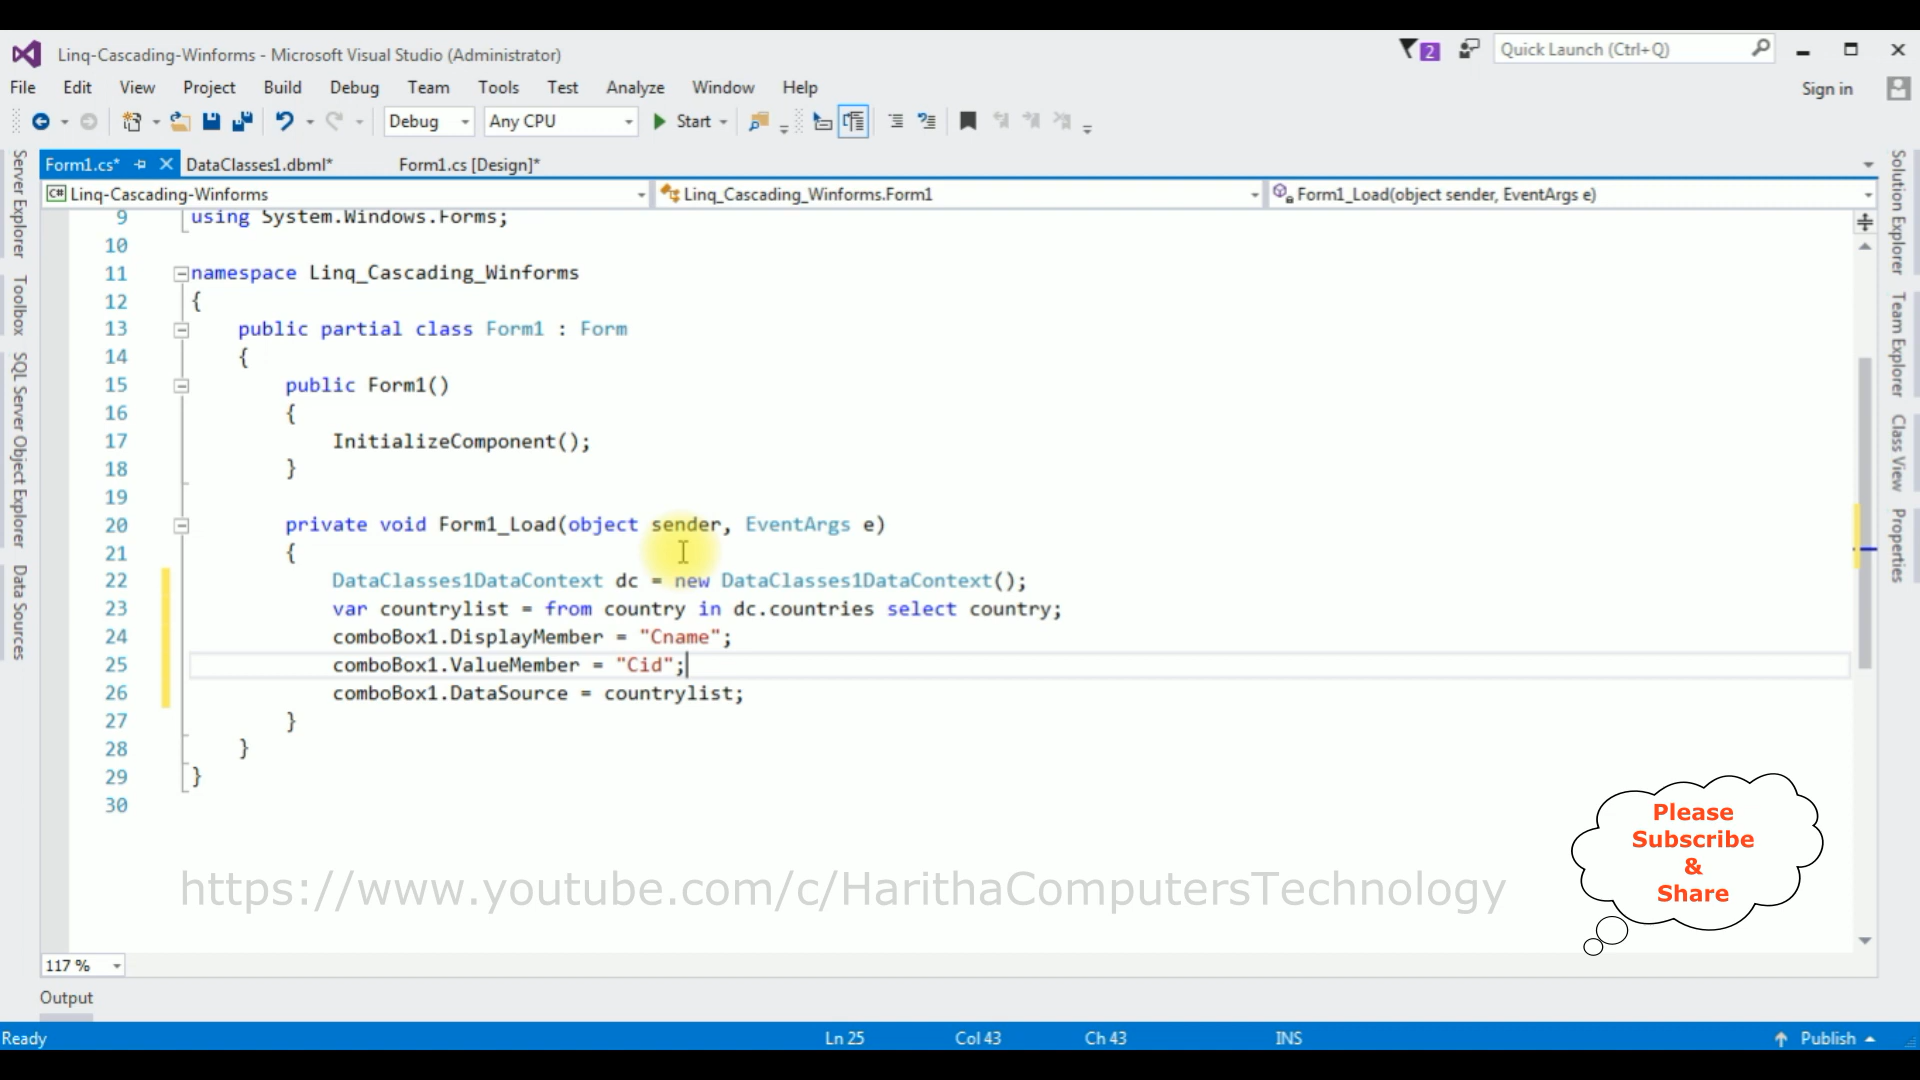 Linq-Cascading-Winforms - Microsoft Visual Studio (Administrator)
2
Quick Launch (Ctrl+Q)
File Edit View Project Build Debug Team Tools Test Analyze Window Help
Sign in
Debug
Any CPU
Start
Form1.cs*
DataClasses1.dbml*
Form1.cs [Design]*
C# Linq-Cascading-Winforms
Linq_Cascading_Winforms.Form1
Form1_Load(object sender, EventArgs e)
Server Explorer
Toolbox
SQL Server Object Explorer
Data Sources
9 using System.Windows.Forms;
10
11 namespace Linq_Cascading_Winforms
12 {
13 public partial class Form1 : Form
14 {
15 public Form1()
16 {
17 InitializeComponent();
18 }
19
20 private void Form1_Load(object sender, EventArgs e)
21 {
22 DataClasses1DataContext dc = new DataClasses1DataContext();
23 var countrylist = from country in dc.countries select country;
24 comboBox1.DisplayMember = "Cname";
25 comboBox1.ValueMember = "Cid";
26 comboBox1.DataSource = countrylist;
27 }
28 }
29 }
30
Solution Explorer
Team Explorer
Class View
Properties
Please
Subscribe
&
Share
https://www.youtube.com/c/HarithaComputersTechnology
117 %
Output
Ready
Ln 25
Col 43
Ch 43
INS
Publish